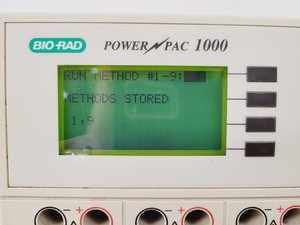 BIO-RAD POWER PAC 1000
RUN METHOD #1-9:
METHODS STORED
1,9